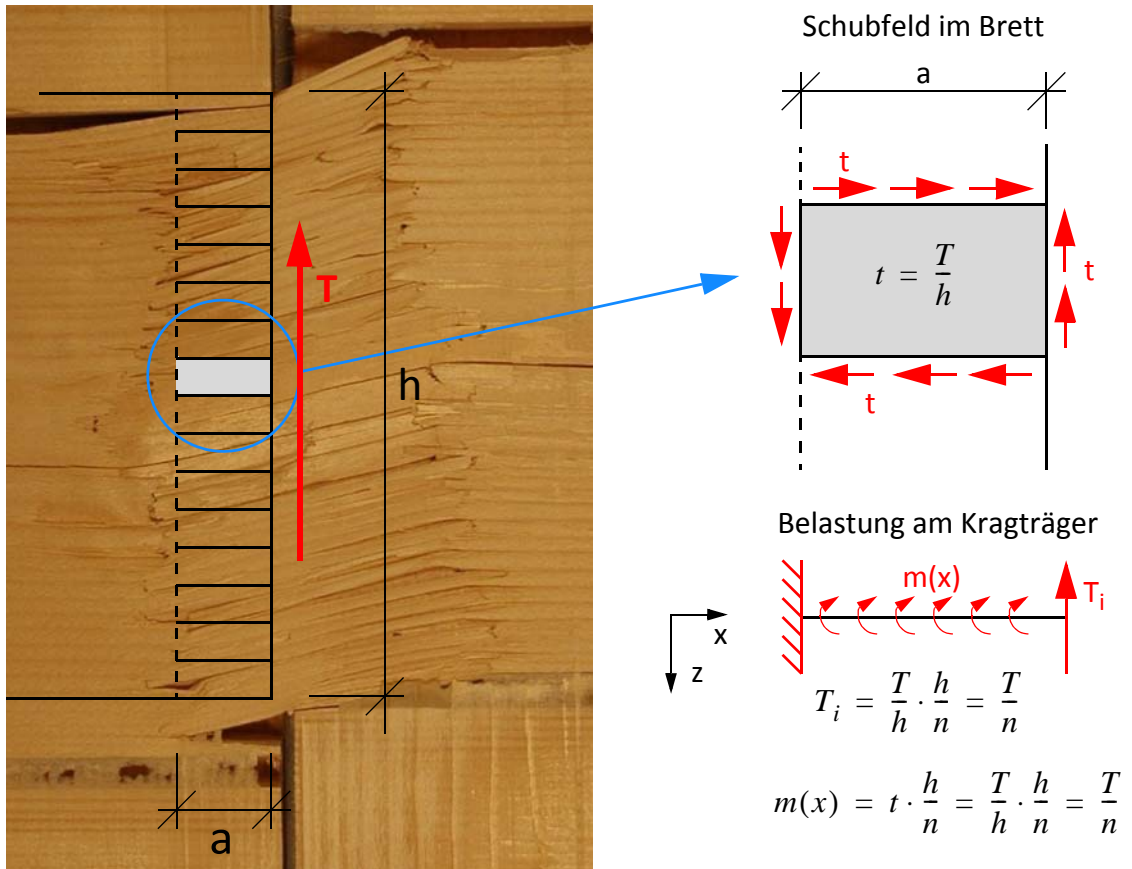 T
h
a
Schubfeld im Brett
a
t
t = T/h
t
t
Belastung am Kragträger
m(x)
T_i
x
z
T_i = T/h · h/n = T/n
m(x) = t · h/n = T/h · h/n = T/n